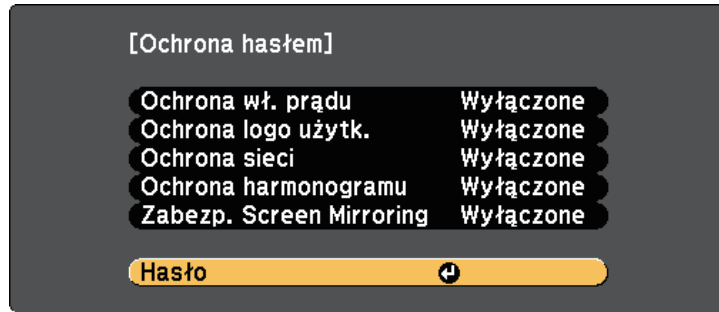 [Ochrona hasłem]
Ochrona wł. prądu Wyłączone
Ochrona logo użytk. Wyłączone
Ochrona sieci Wyłączone
Ochrona harmonogramu Wyłączone
Zabezp. Screen Mirroring Wyłączone
Hasło